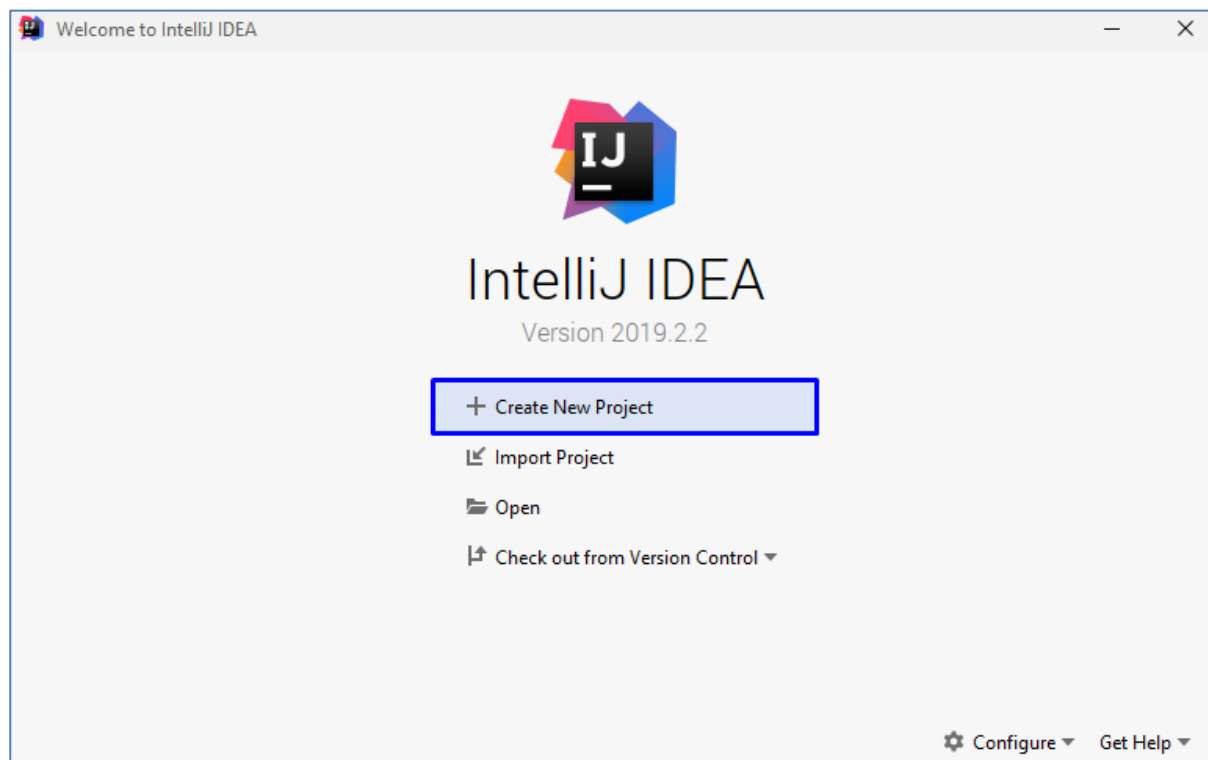 Welcome to IntelliJ IDEA
IJ
IntelliJ IDEA
Version 2019.2.2
Create New Project
Import Project
Open
Check out from Version Control
Configure Get Help